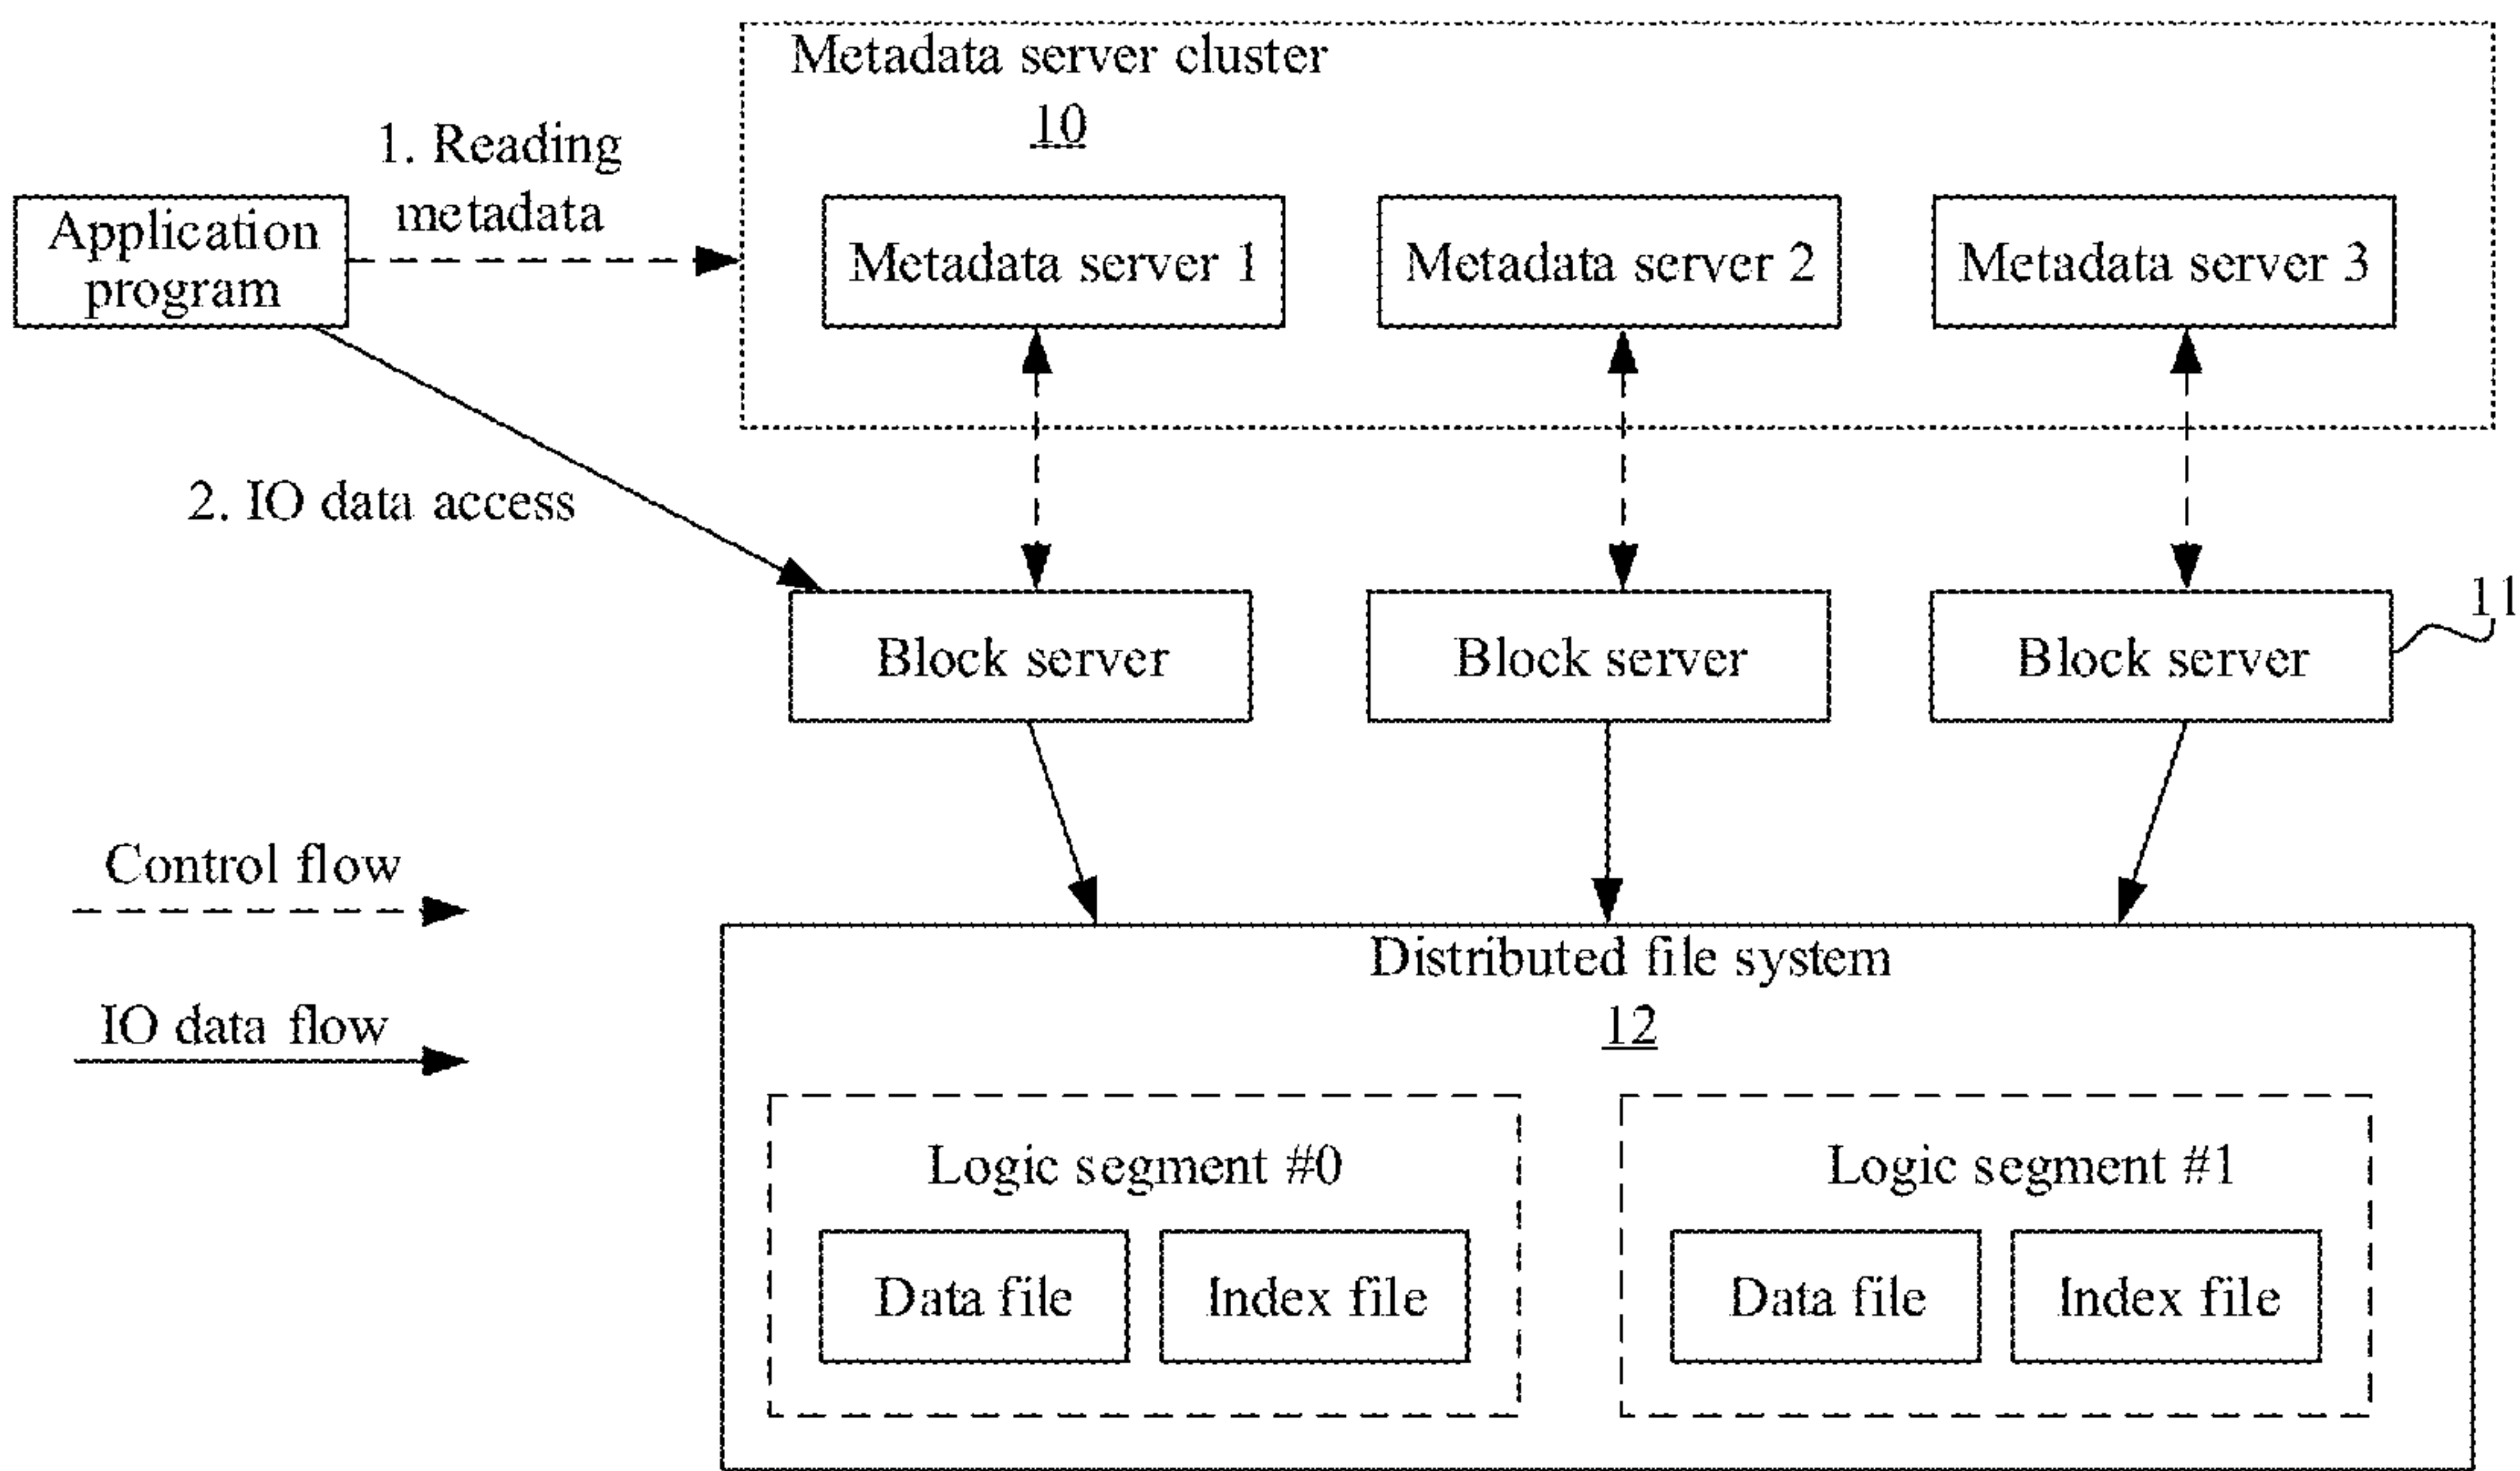 Metadata server cluster
10
1. Reading
metadata
Application
program
Metadata server 1
Metadata server 2
Metadata server 3
2. IO data access
Block server
Block server
Block server
11
Control flow
IO data flow
Distributed file system
12
Logic segment #0
Data file
Index file
Logic segment #1
Data file
Index file